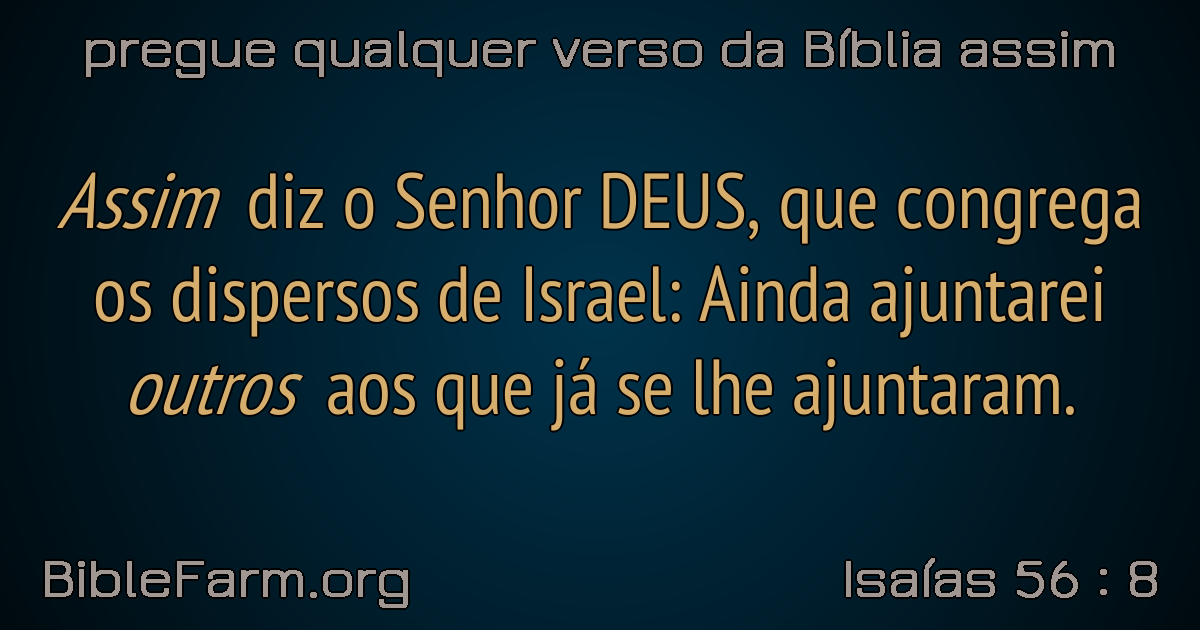 pregue qualquer verso da Bíblia assim
Assim diz o Senhor DEUS, que congrega
os dispersos de Israel: Ainda ajuntarei
outros aos que já se lhe ajuntaram.
BibleFarm.org
Isaías 56 : 8